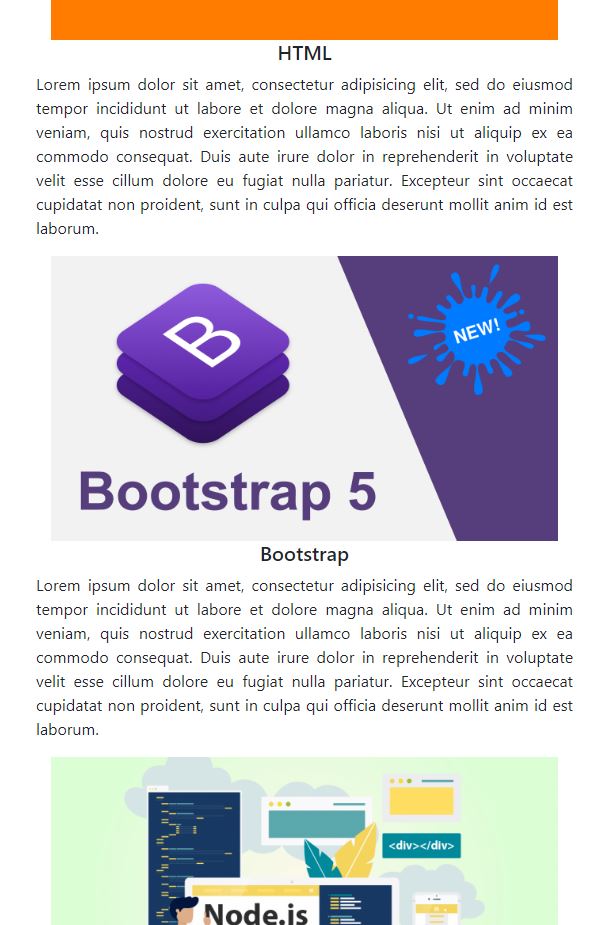 HTML
Lorem ipsum dolor sit amet, consectetur adipisicing elit, sed do eiusmod
tempor incididunt ut labore et dolore magna aliqua. Ut enim ad minim
veniam, quis nostrud exercitation ullamco laboris nisi ut aliquip ex ea
commodo consequat. Duis aute irure dolor in reprehenderit in voluptate
velit esse cillum dolore eu fugiat nulla pariatur. Excepteur sint occaecat
cupidatat non proident, sunt in culpa qui officia deserunt mollit anim id est
laborum.
B
NEW!
Bootstrap 5
Bootstrap
Lorem ipsum dolor sit amet, consectetur adipisicing elit, sed do eiusmod
tempor incididunt ut labore et dolore magna aliqua. Ut enim ad minim
veniam, quis nostrud exercitation ullamco laboris nisi ut aliquip ex ea
commodo consequat. Duis aute irure dolor in reprehenderit in voluptate
velit esse cillum dolore eu fugiat nulla pariatur. Excepteur sint occaecat
cupidatat non proident, sunt in culpa qui officia deserunt mollit anim id est
laborum.
<div></div>
Node.js